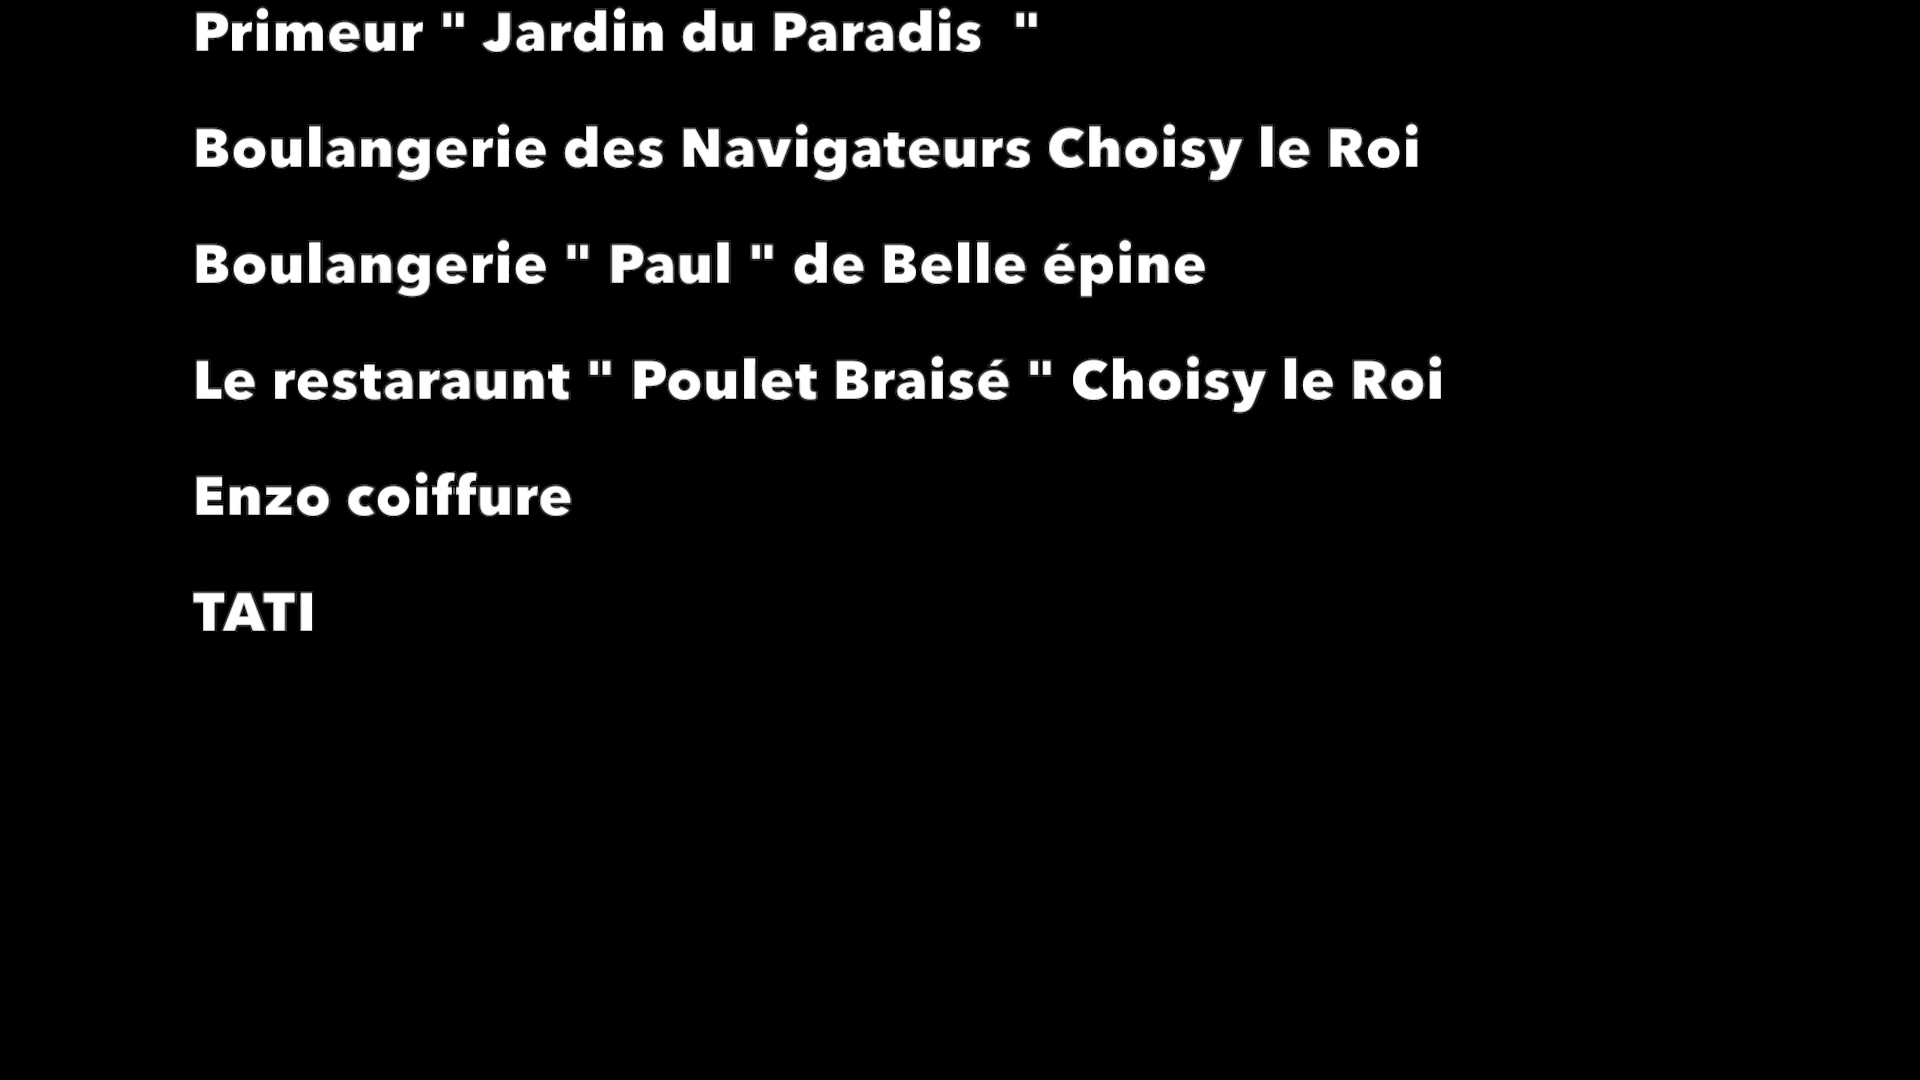 Primeur " Jardin du Paradis  "
Boulangerie des Navigateurs Choisy le Roi
Boulangerie " Paul " de Belle épine
Le restaraunt " Poulet Braisé " Choisy le Roi
Enzo coiffure
TATI